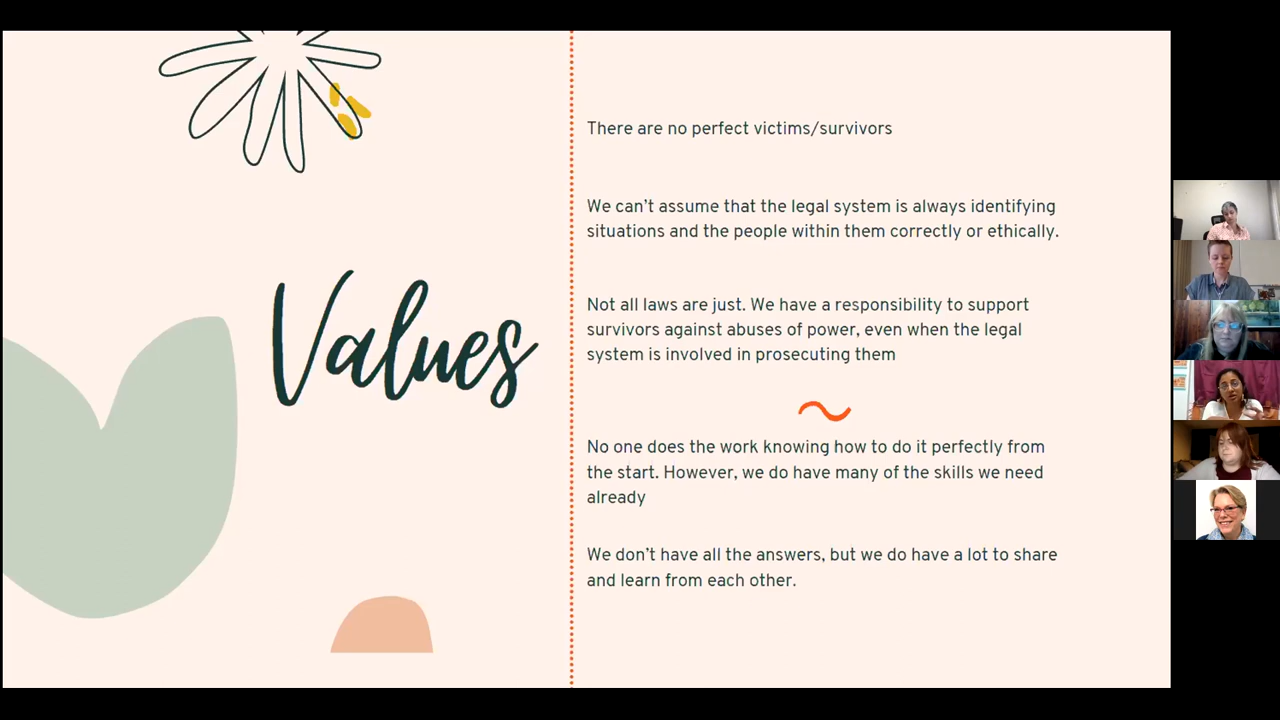 Values
There are no perfect victims/survivors
We can't assume that the legal system is always identifying
situations and the people within them correctly or ethically.
Not all laws are just. We have a responsibility to support
survivors against abuses of power, even when the legal
system is involved in prosecuting them
No one does the work knowing how to do it perfectly from
the start. However, we do have many of the skills we need
already
We don't have all the answers, but we do have a lot to share
and learn from each other.